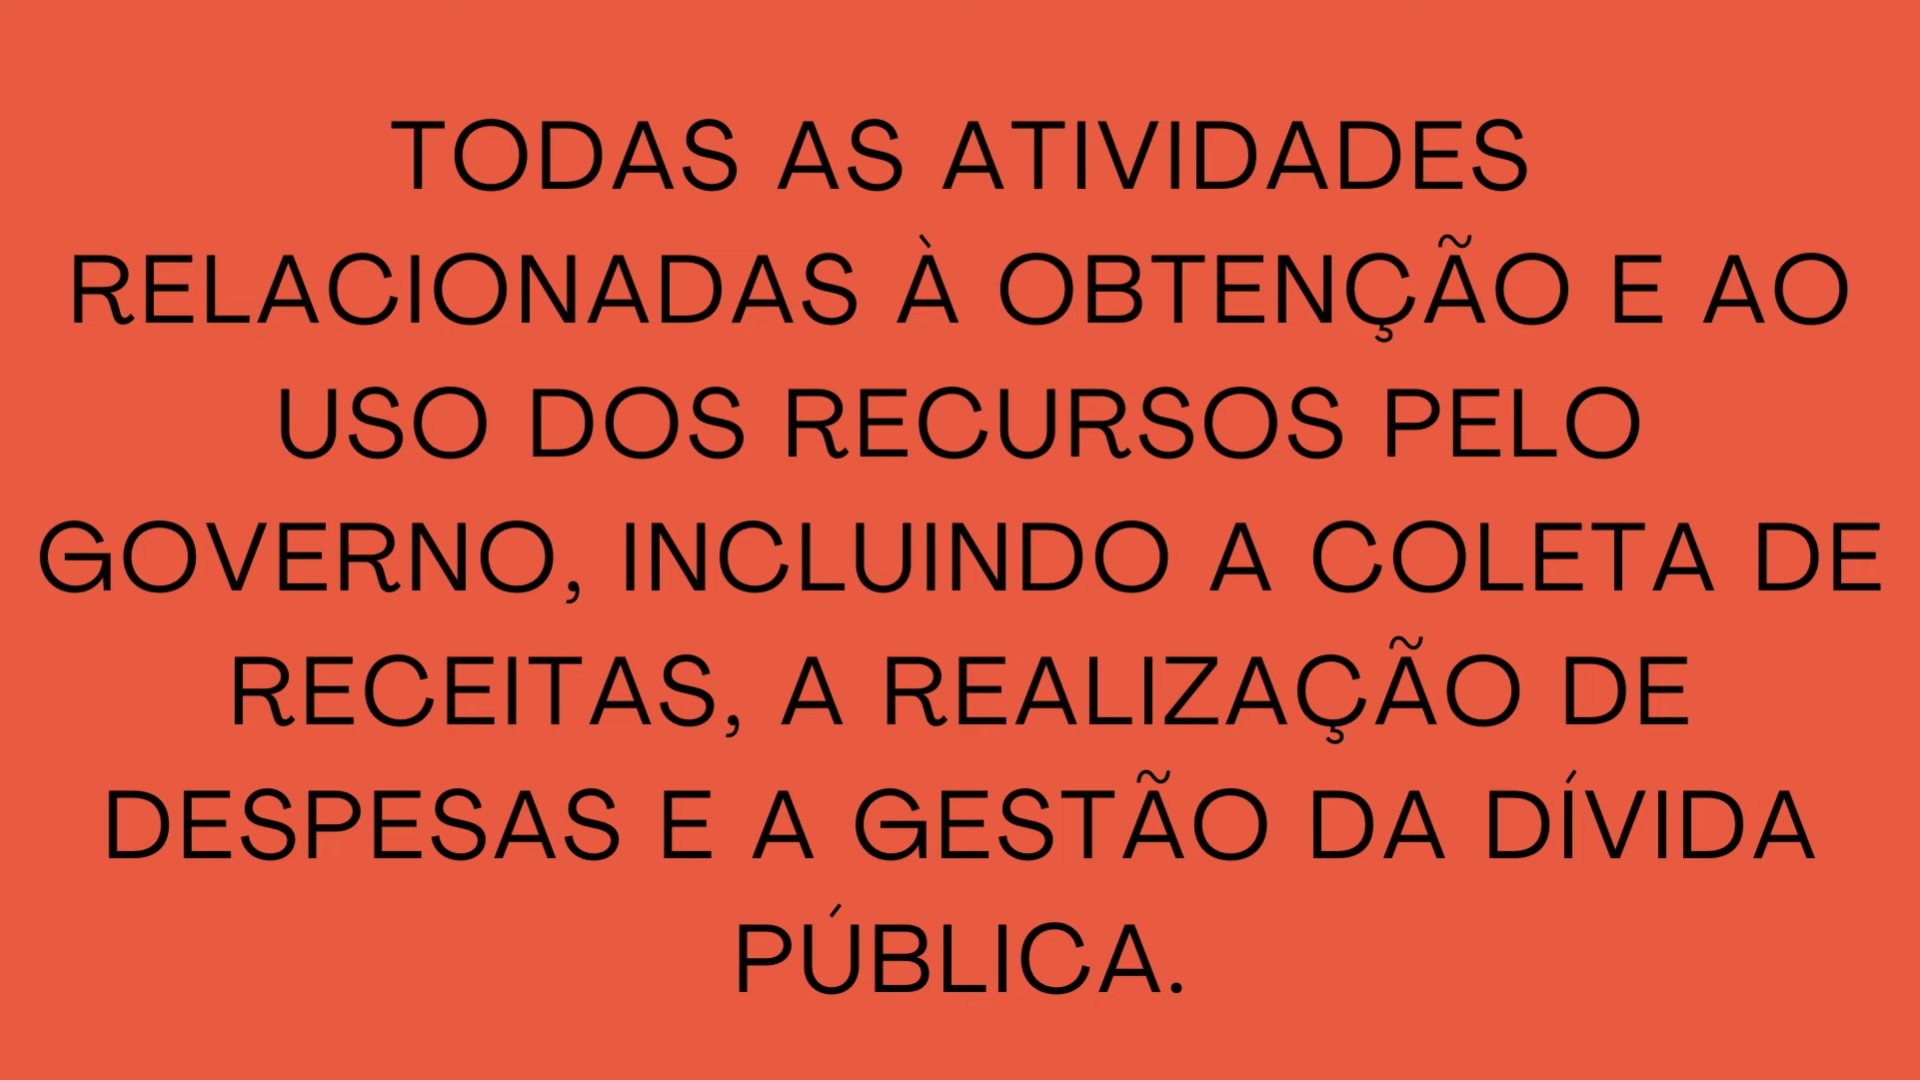 TODAS AS ATIVIDADES
RELACIONADAS À OBTENÇÃO E AO
USO DOS RECURSOS PELO
GOVERNO, INCLUINDO A COLETA DE
RECEITAS, A REALIZAÇÃO DE
DESPESAS E A GESTÃO DA DÍVIDA
PÚBLICA.